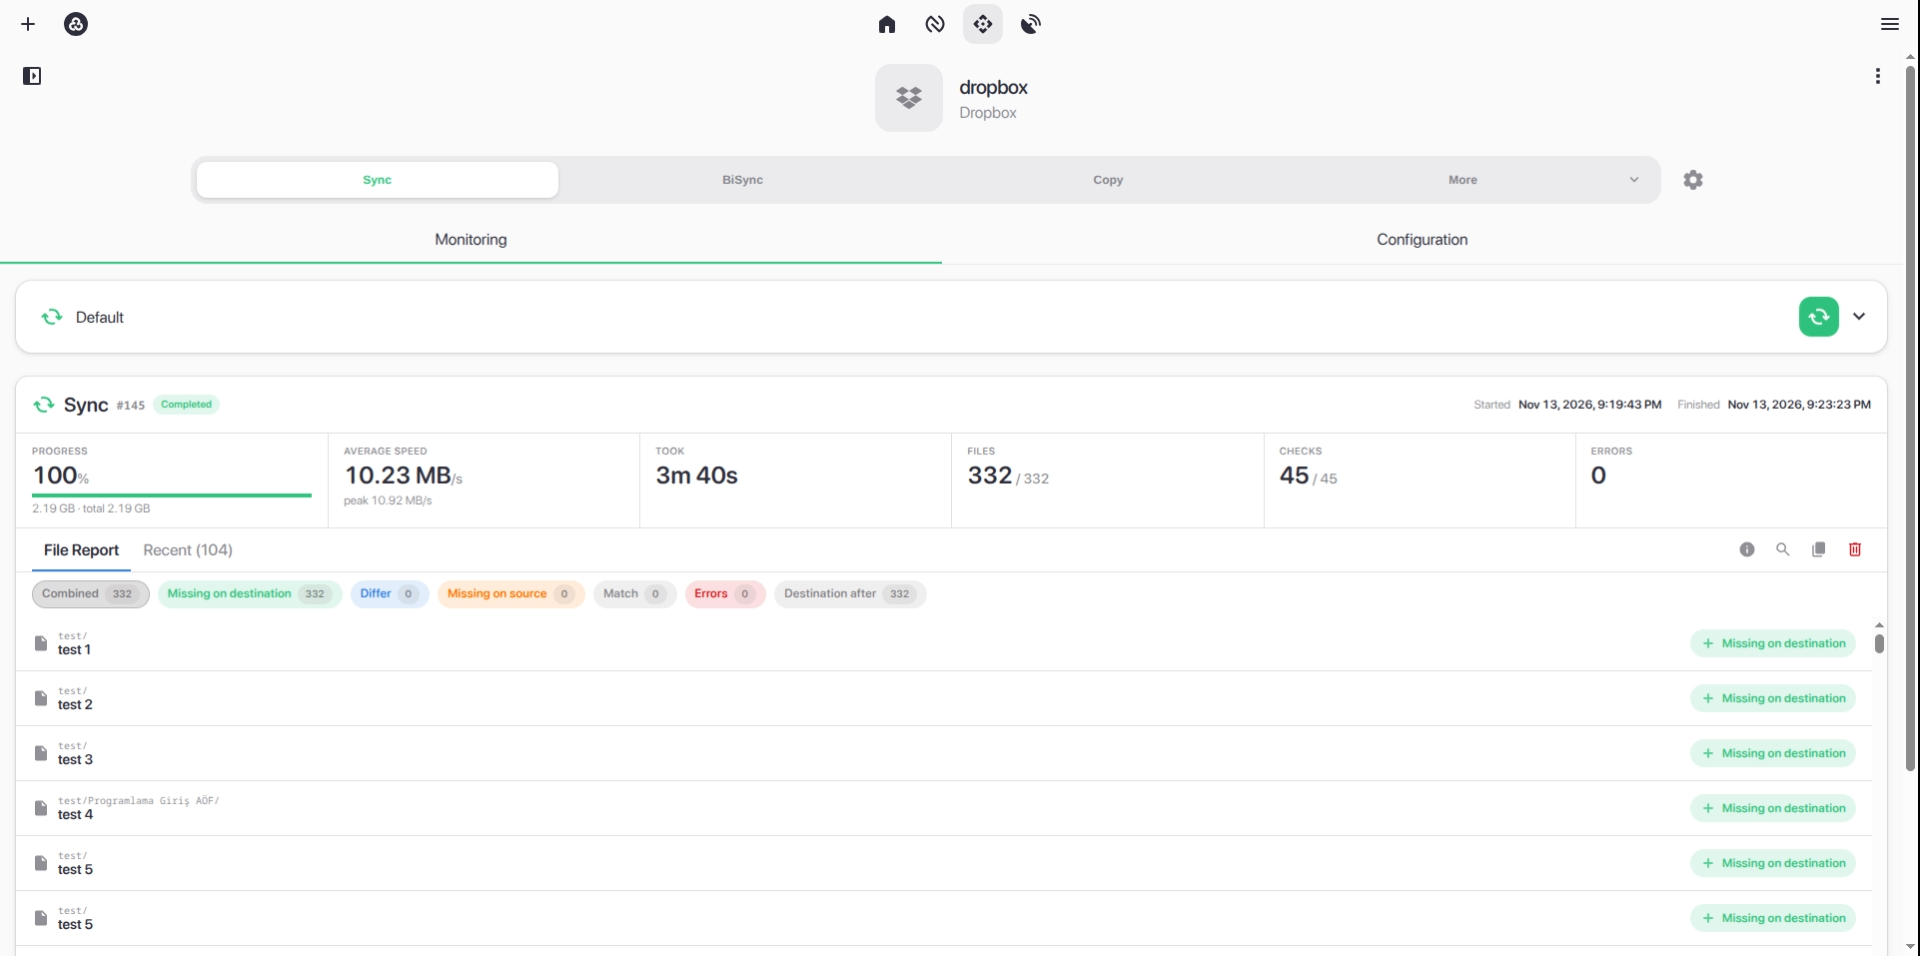 dropbox
Dropbox
Sync
BiSync
Copy
More
Monitoring
Configuration
Default
Sync #145 Completed
Started Nov 13, 2026, 9:19:43 PM Finished Nov 13, 2026, 9:23:23 PM
PROGRESS
100%
2.19 GB · total 2.19 GB
AVERAGE SPEED
10.23 MB/s
peak 10.92 MB/s
TOOK
3m 40s
FILES
332 / 332
CHECKS
45 / 45
ERRORS
0
File Report
Recent (104)
Combined 332
Missing on destination 332
Differ 0
Missing on source 0
Match 0
Errors 0
Destination after 332
test/
test 1
+ Missing on destination
test/
test 2
+ Missing on destination
test/
test 3
+ Missing on destination
test/Programlama Giriş AÖF/
test 4
+ Missing on destination
test/
test 5
+ Missing on destination
test/
test 5
+ Missing on destination